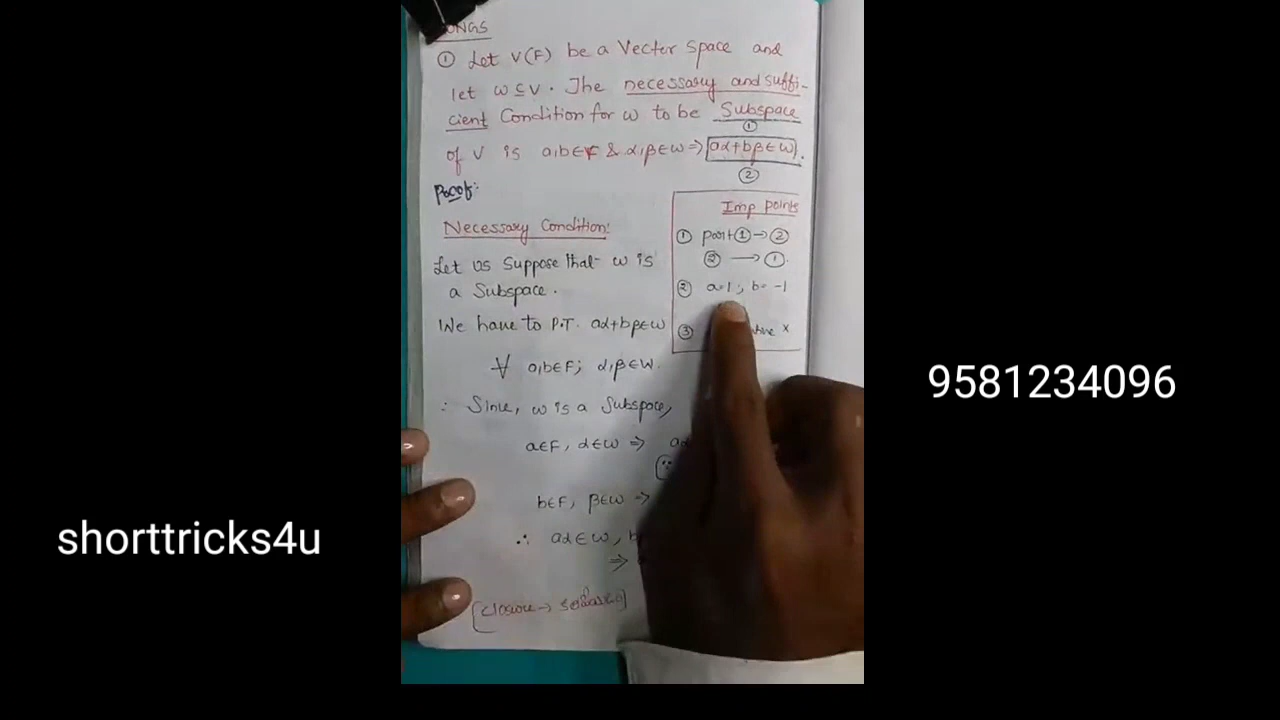 ① Let V(F) be a Vector Space and
let W ⊆ V. The necessary and suffi-
cient Condition for W to be Subspace
①
of V is a,b∈F & α,β∈W ⇒ aα+bβ∈W.
②
Proof:
Imp points
Necessary Condition:
① part ① → ②
② → ①.
Let us suppose that W is
a Subspace.
② a=1; b= -1
We have to P.T. aα+bβ∈W
③
∀ a,b∈F; α,β∈W.
∴ Since, W is a Subspace,
a∈F, α∈W ⇒
b∈F, β∈W ⇒
∴ aα∈W,
⇒
[closure →
9581234096
shorttricks4u